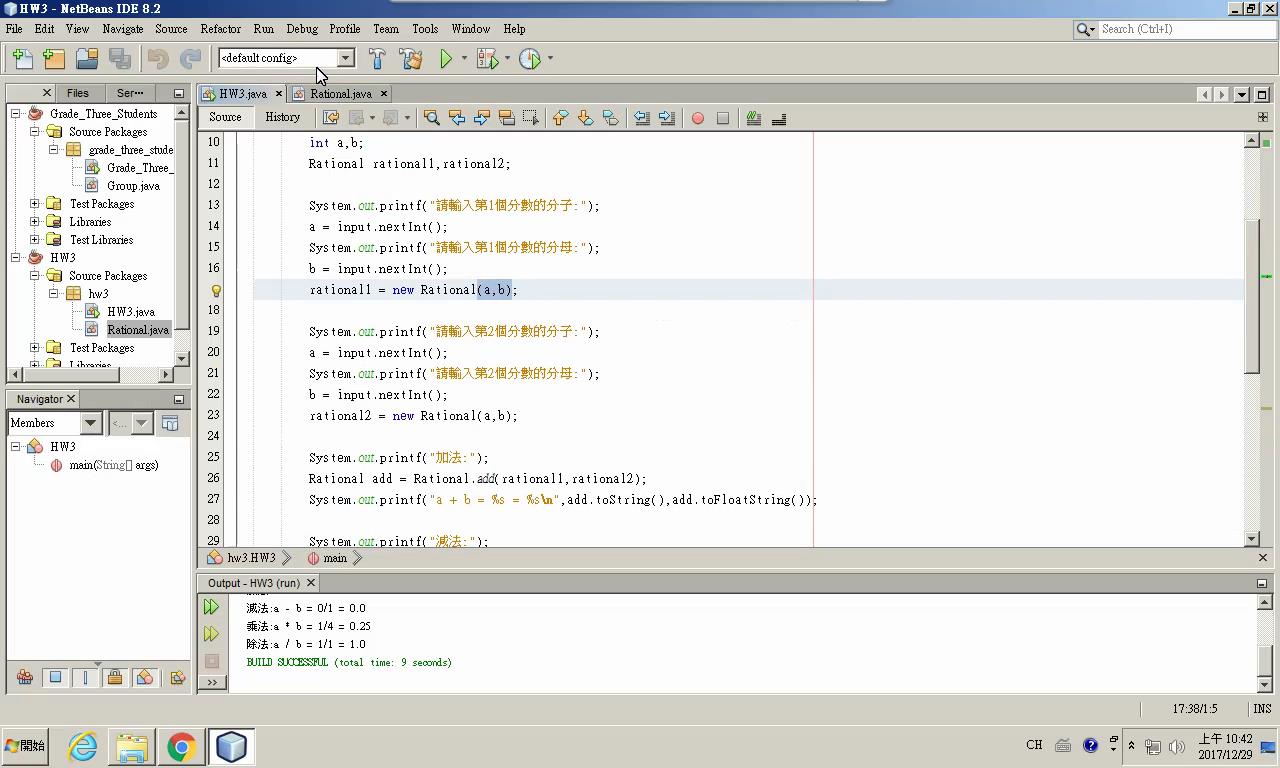 HW3 - NetBeans IDE 8.2
File Edit View Navigate Source Refactor Run Debug Profile Team Tools Window Help
Search (Ctrl+I)
<default config>
Files Ser...
Grade_Three_Students
Source Packages
grade_three_stude
Grade_Three_
Group.java
Test Packages
Libraries
Test Libraries
HW3
Source Packages
hw3
HW3.java
Rational.java
Test Packages
Libraries
Navigator
Members
<...
HW3
main(String[] args)
HW3.java Rational.java
Source History
10 int a,b;
11 Rational rational1,rational2;
12
13 System.out.printf("請輸入第1個分數的分子:");
14 a = input.nextInt();
15 System.out.printf("請輸入第1個分數的分母:");
16 b = input.nextInt();
rational1 = new Rational(a,b);
18
19 System.out.printf("請輸入第2個分數的分子:");
20 a = input.nextInt();
21 System.out.printf("請輸入第2個分數的分母:");
22 b = input.nextInt();
23 rational2 = new Rational(a,b);
24
25 System.out.printf("加法:");
26 Rational add = Rational.add(rational1,rational2);
27 System.out.printf("a + b = %s = %s\n",add.toString(),add.toFloatString());
28
29 System.out.printf("減法:");
hw3.HW3 main
Output - HW3 (run)
減法:a - b = 0/1 = 0.0
乘法:a * b = 1/4 = 0.25
除法:a / b = 1/1 = 1.0
BUILD SUCCESSFUL (total time: 9 seconds)
>>
17:38/1:5 INS
開始
CH
上午 10:42
2017/12/29